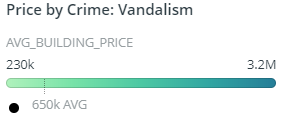 Price by Crime: Vandalism
AVG_BUILDING_PRICE
230k 3.2M
650k AVG